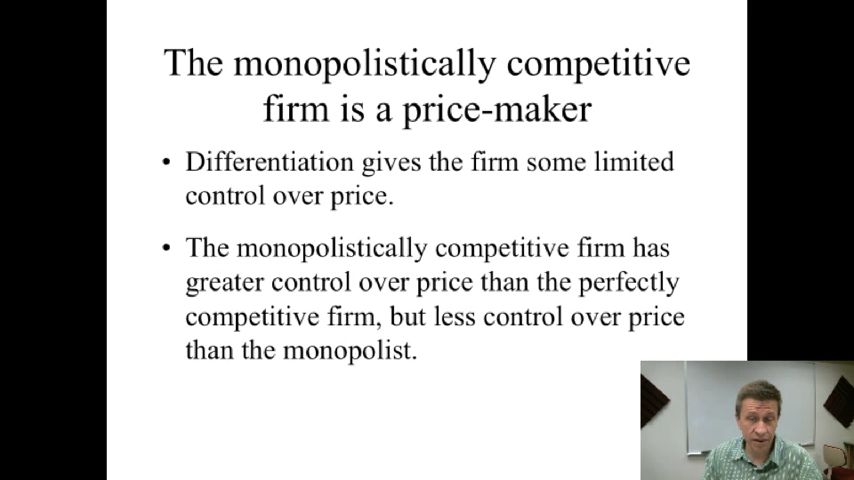 The monopolistically competitive
firm is a price-maker
• Differentiation gives the firm some limited
control over price.
• The monopolistically competitive firm has
greater control over price than the perfectly
competitive firm, but less control over price
than the monopolist.